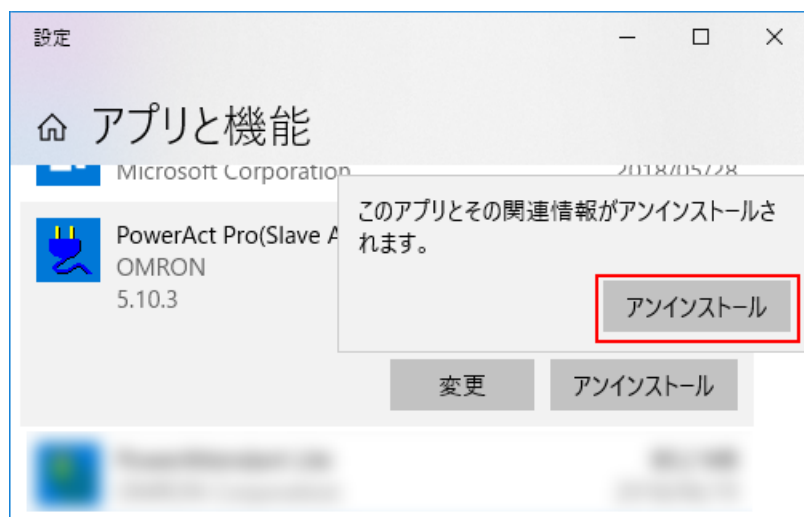 設定
アプリと機能
Microsoft Corporation 2018/05/28
このアプリとその関連情報がアンインストールさ
れます。
PowerAct Pro(Slave A
OMRON
5.10.3
アンインストール
変更 アンインストール